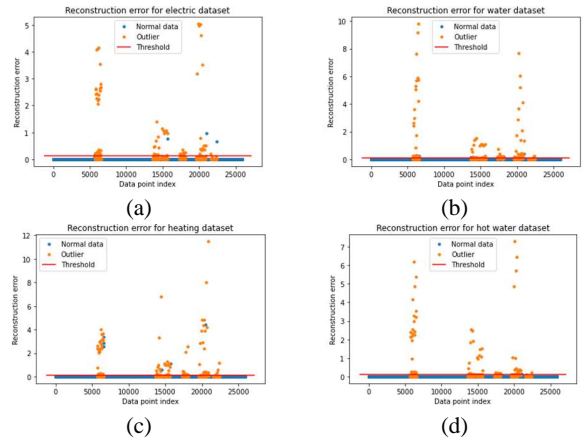 Reconstruction error for electric dataset
Normal data
Outlier
Threshold
Reconstruction error
5
4
3
2
1
0
0 5000 10000 15000 20000 25000
Data point index
(a)
Reconstruction error for water dataset
Normal data
Outlier
Threshold
Reconstruction error
10
8
6
4
2
0
0 5000 10000 15000 20000 25000
Data point index
(b)
Reconstruction error for heating dataset
Normal data
Outlier
Threshold
Reconstruction error
12
10
8
6
4
2
0
0 5000 10000 15000 20000 25000
Data point index
(c)
Reconstruction error for hot water dataset
Normal data
Outlier
Threshold
Reconstruction error
7
6
5
4
3
2
1
0
0 5000 10000 15000 20000 25000
Data point index
(d)